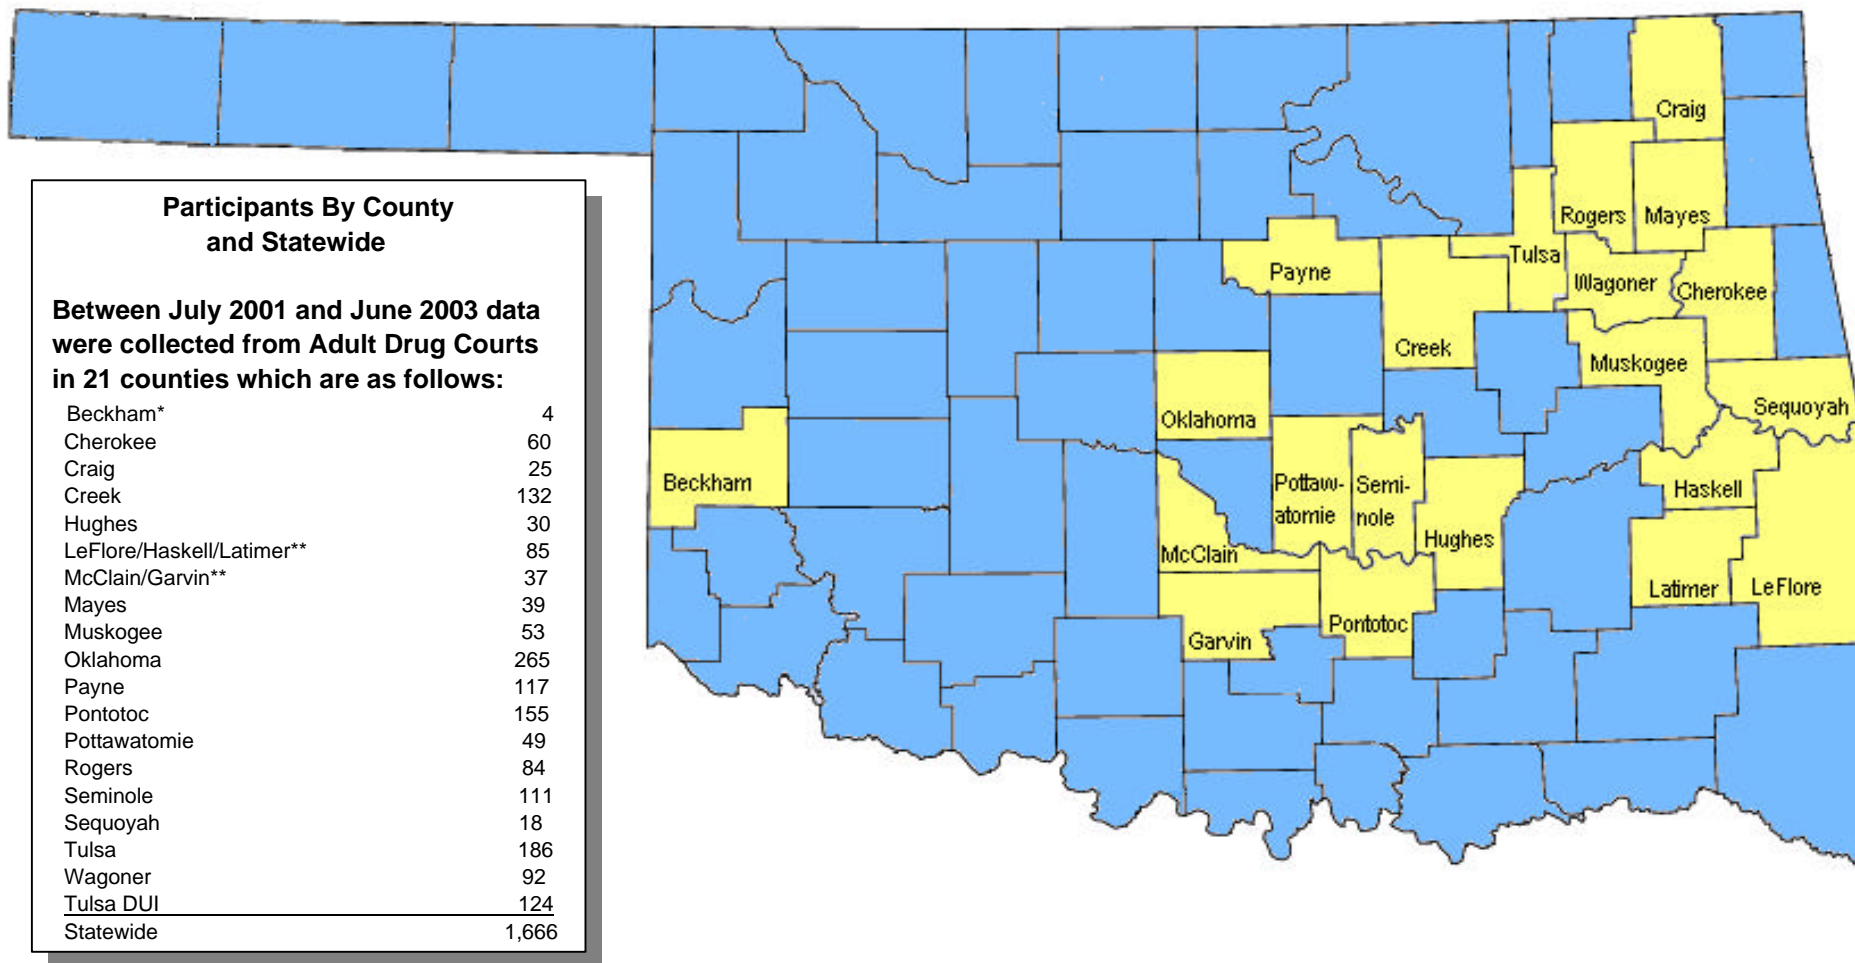 Participants By County
and Statewide
Between July 2001 and June 2003 data
were collected from Adult Drug Courts
in 21 counties which are as follows:
Beckham* 4
Cherokee 60
Craig 25
Creek 132
Hughes 30
LeFlore/Haskell/Latimer** 85
McClain/Garvin** 37
Mayes 39
Muskogee 53
Oklahoma 265
Payne 117
Pontotoc 155
Pottawatomie 49
Rogers 84
Seminole 111
Sequoyah 18
Tulsa 186
Wagoner 92
Tulsa DUI 124
Statewide 1,666
Craig
Rogers
Mayes
Tulsa
Payne
Wagoner
Cherokee
Creek
Muskogee
Oklahoma
Sequoyah
Beckham
Pottaw-
atomie
Semi-
nole
Haskell
Hughes
McClain
Latimer
LeFlore
Garvin
Pontotoc